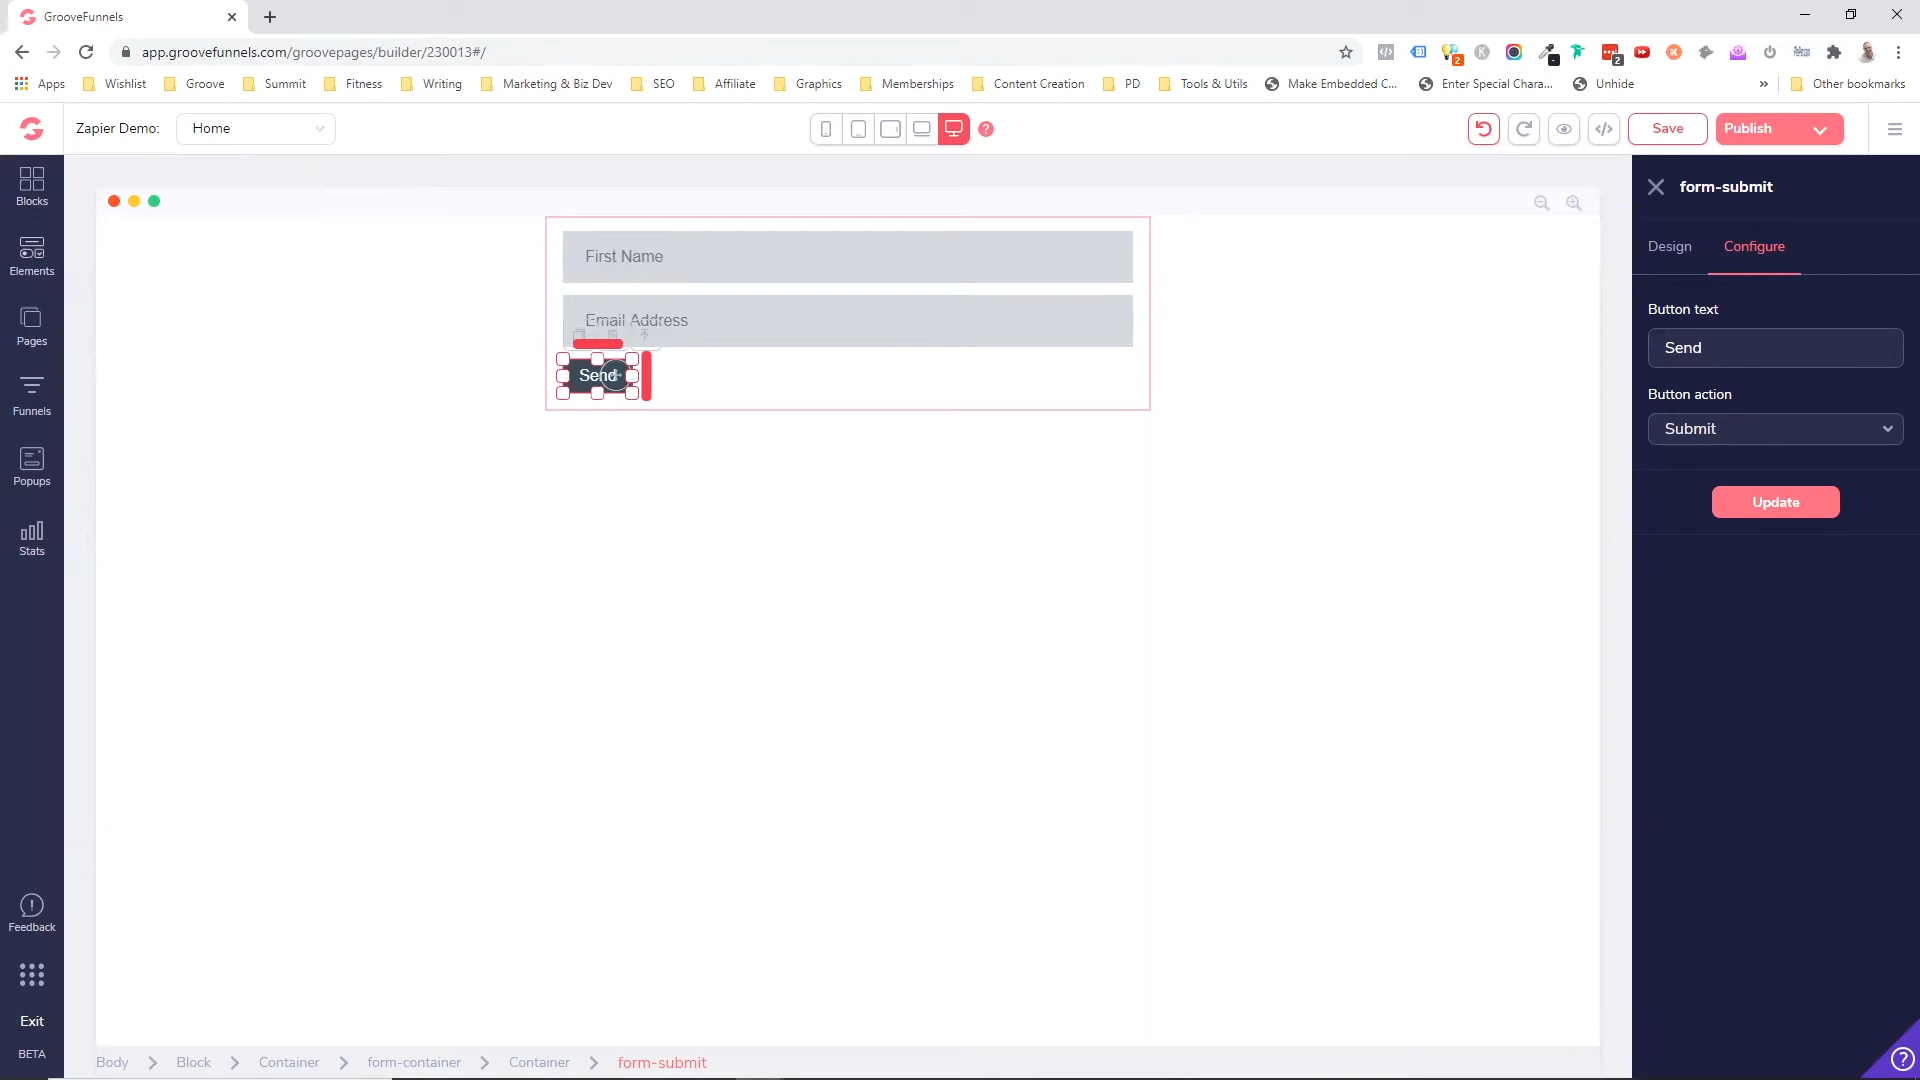 GrooveFunnels
app.groovefunnels.com/groovepages/builder/230013#/
Apps Wishlist Groove Summit Fitness Writing Marketing & Biz Dev SEO Affiliate Graphics Memberships Content Creation PD Tools & Utils Make Embedded C... Enter Special Chara... Unhide » Other bookmarks
Zapier Demo: Home
Save Publish
Blocks
Elements
Pages
Funnels
Popups
Stats
Feedback
Exit
BETA
First Name
Email Address
Send
form-submit
Design Configure
Button text
Send
Button action
Submit
Update
Body Block Container form-container Container form-submit